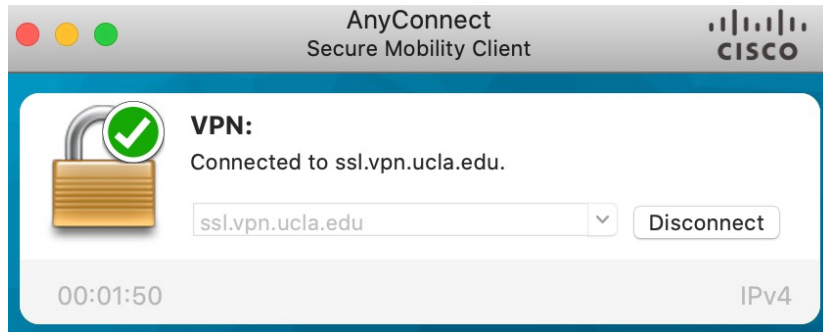 AnyConnect
Secure Mobility Client
CISCO
VPN:
Connected to ssl.vpn.ucla.edu.
ssl.vpn.ucla.edu
Disconnect
00:01:50
IPv4